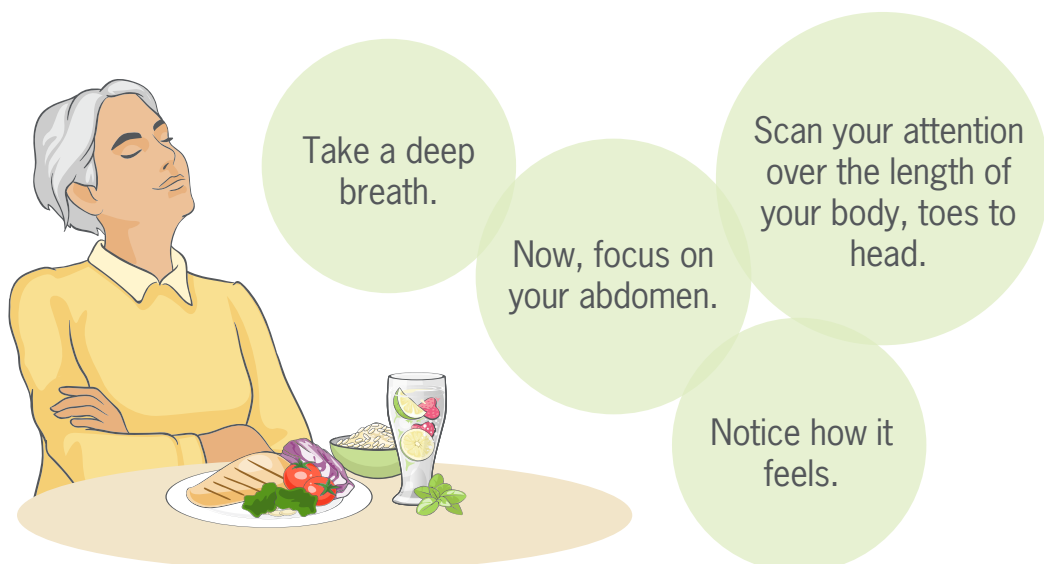 Take a deep
breath.
Now, focus on
your abdomen.
Scan your attention
over the length of
your body, toes to
head.
Notice how it
feels.